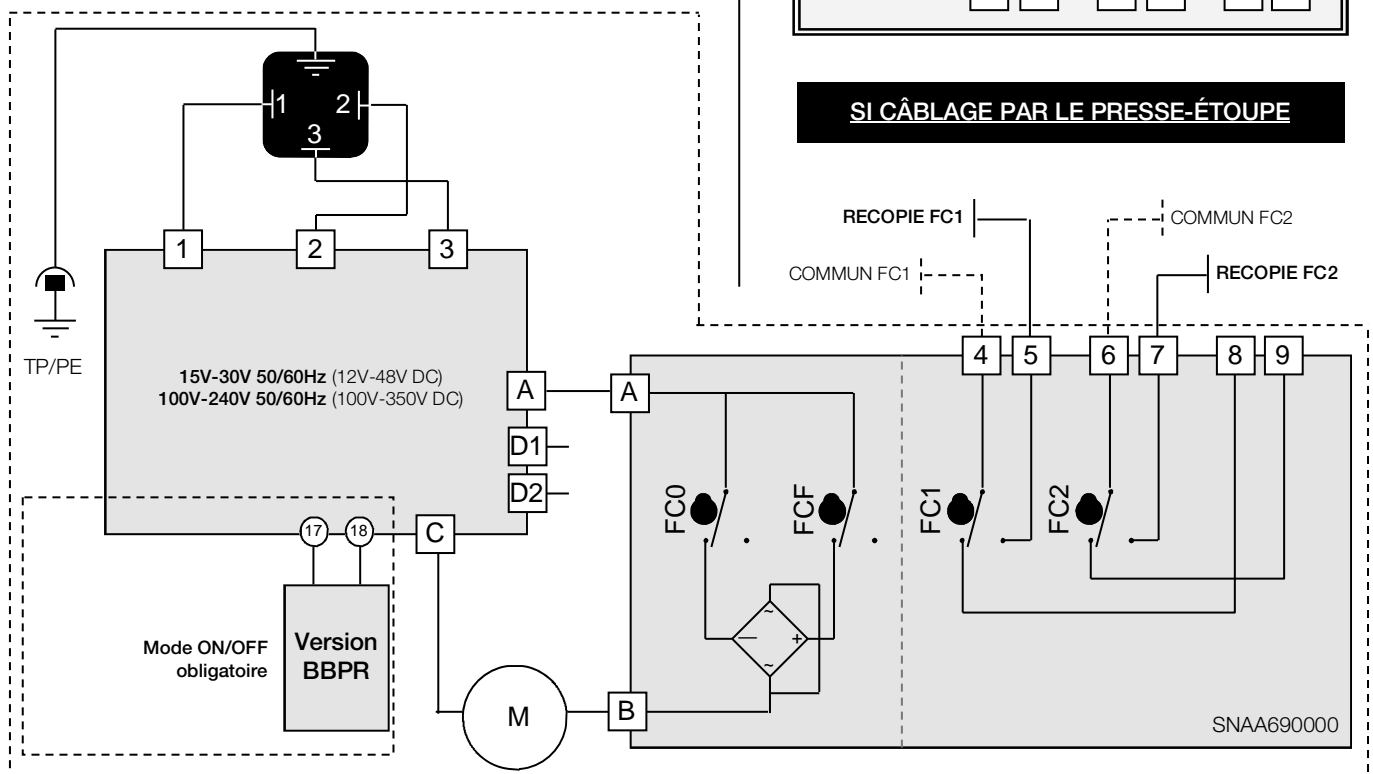 1
2
3
SI CÂBLAGE PAR LE PRESSE-ÉTOUPE
RECOPIE FC1
COMMUN FC2
COMMUN FC1
RECOPIE FC2
1
2
3
TP/PE
15V-30V 50/60Hz (12V-48V DC)
100V-240V 50/60Hz (100V-350V DC)
A
D1
D2
C
17
18
Mode ON/OFF
obligatoire
Version
BBPR
M
A
B
4
5
6
7
8
9
FC0
FCF
FC1
FC2
~
—
+
~
SNAA690000